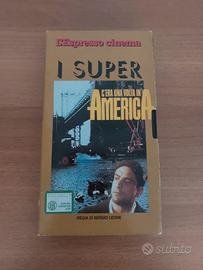 L'Espresso cinema
I SUPER
C'ERA UNA VOLTA IN
AMERICA
REGIA DI SERGIO LEONE
subito